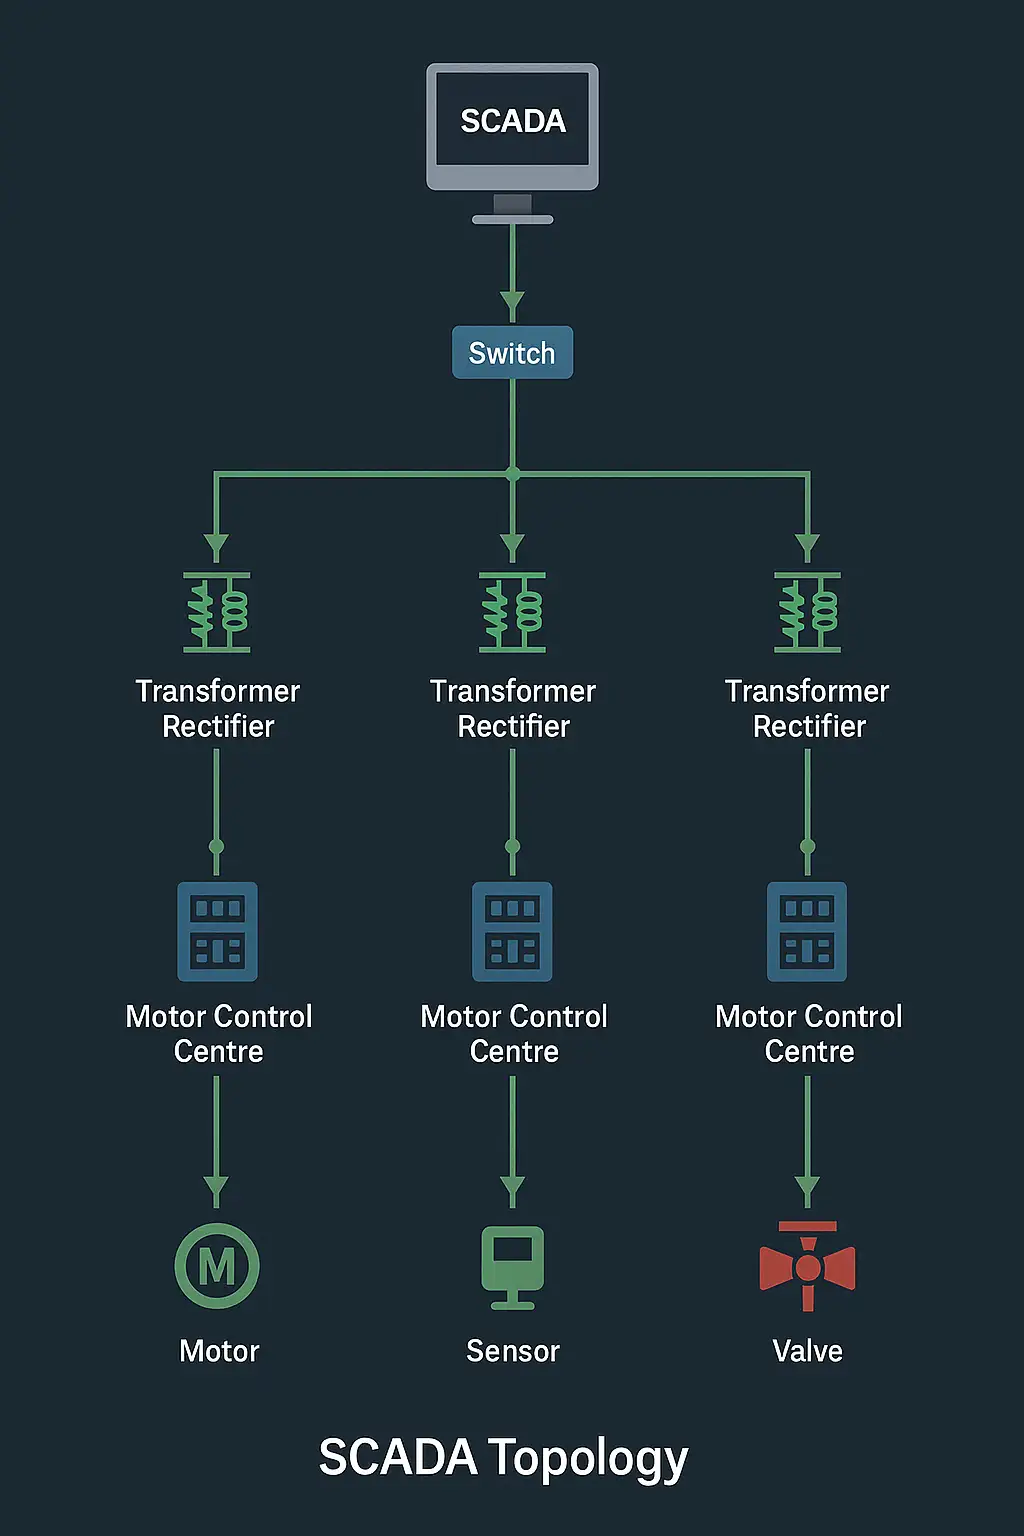 SCADA
Switch
Transformer
Rectifier
Transformer
Rectifier
Transformer
Rectifier
Motor Control
Centre
Motor Control
Centre
Motor Control
Centre
M
Motor
Sensor
Valve
SCADA Topology